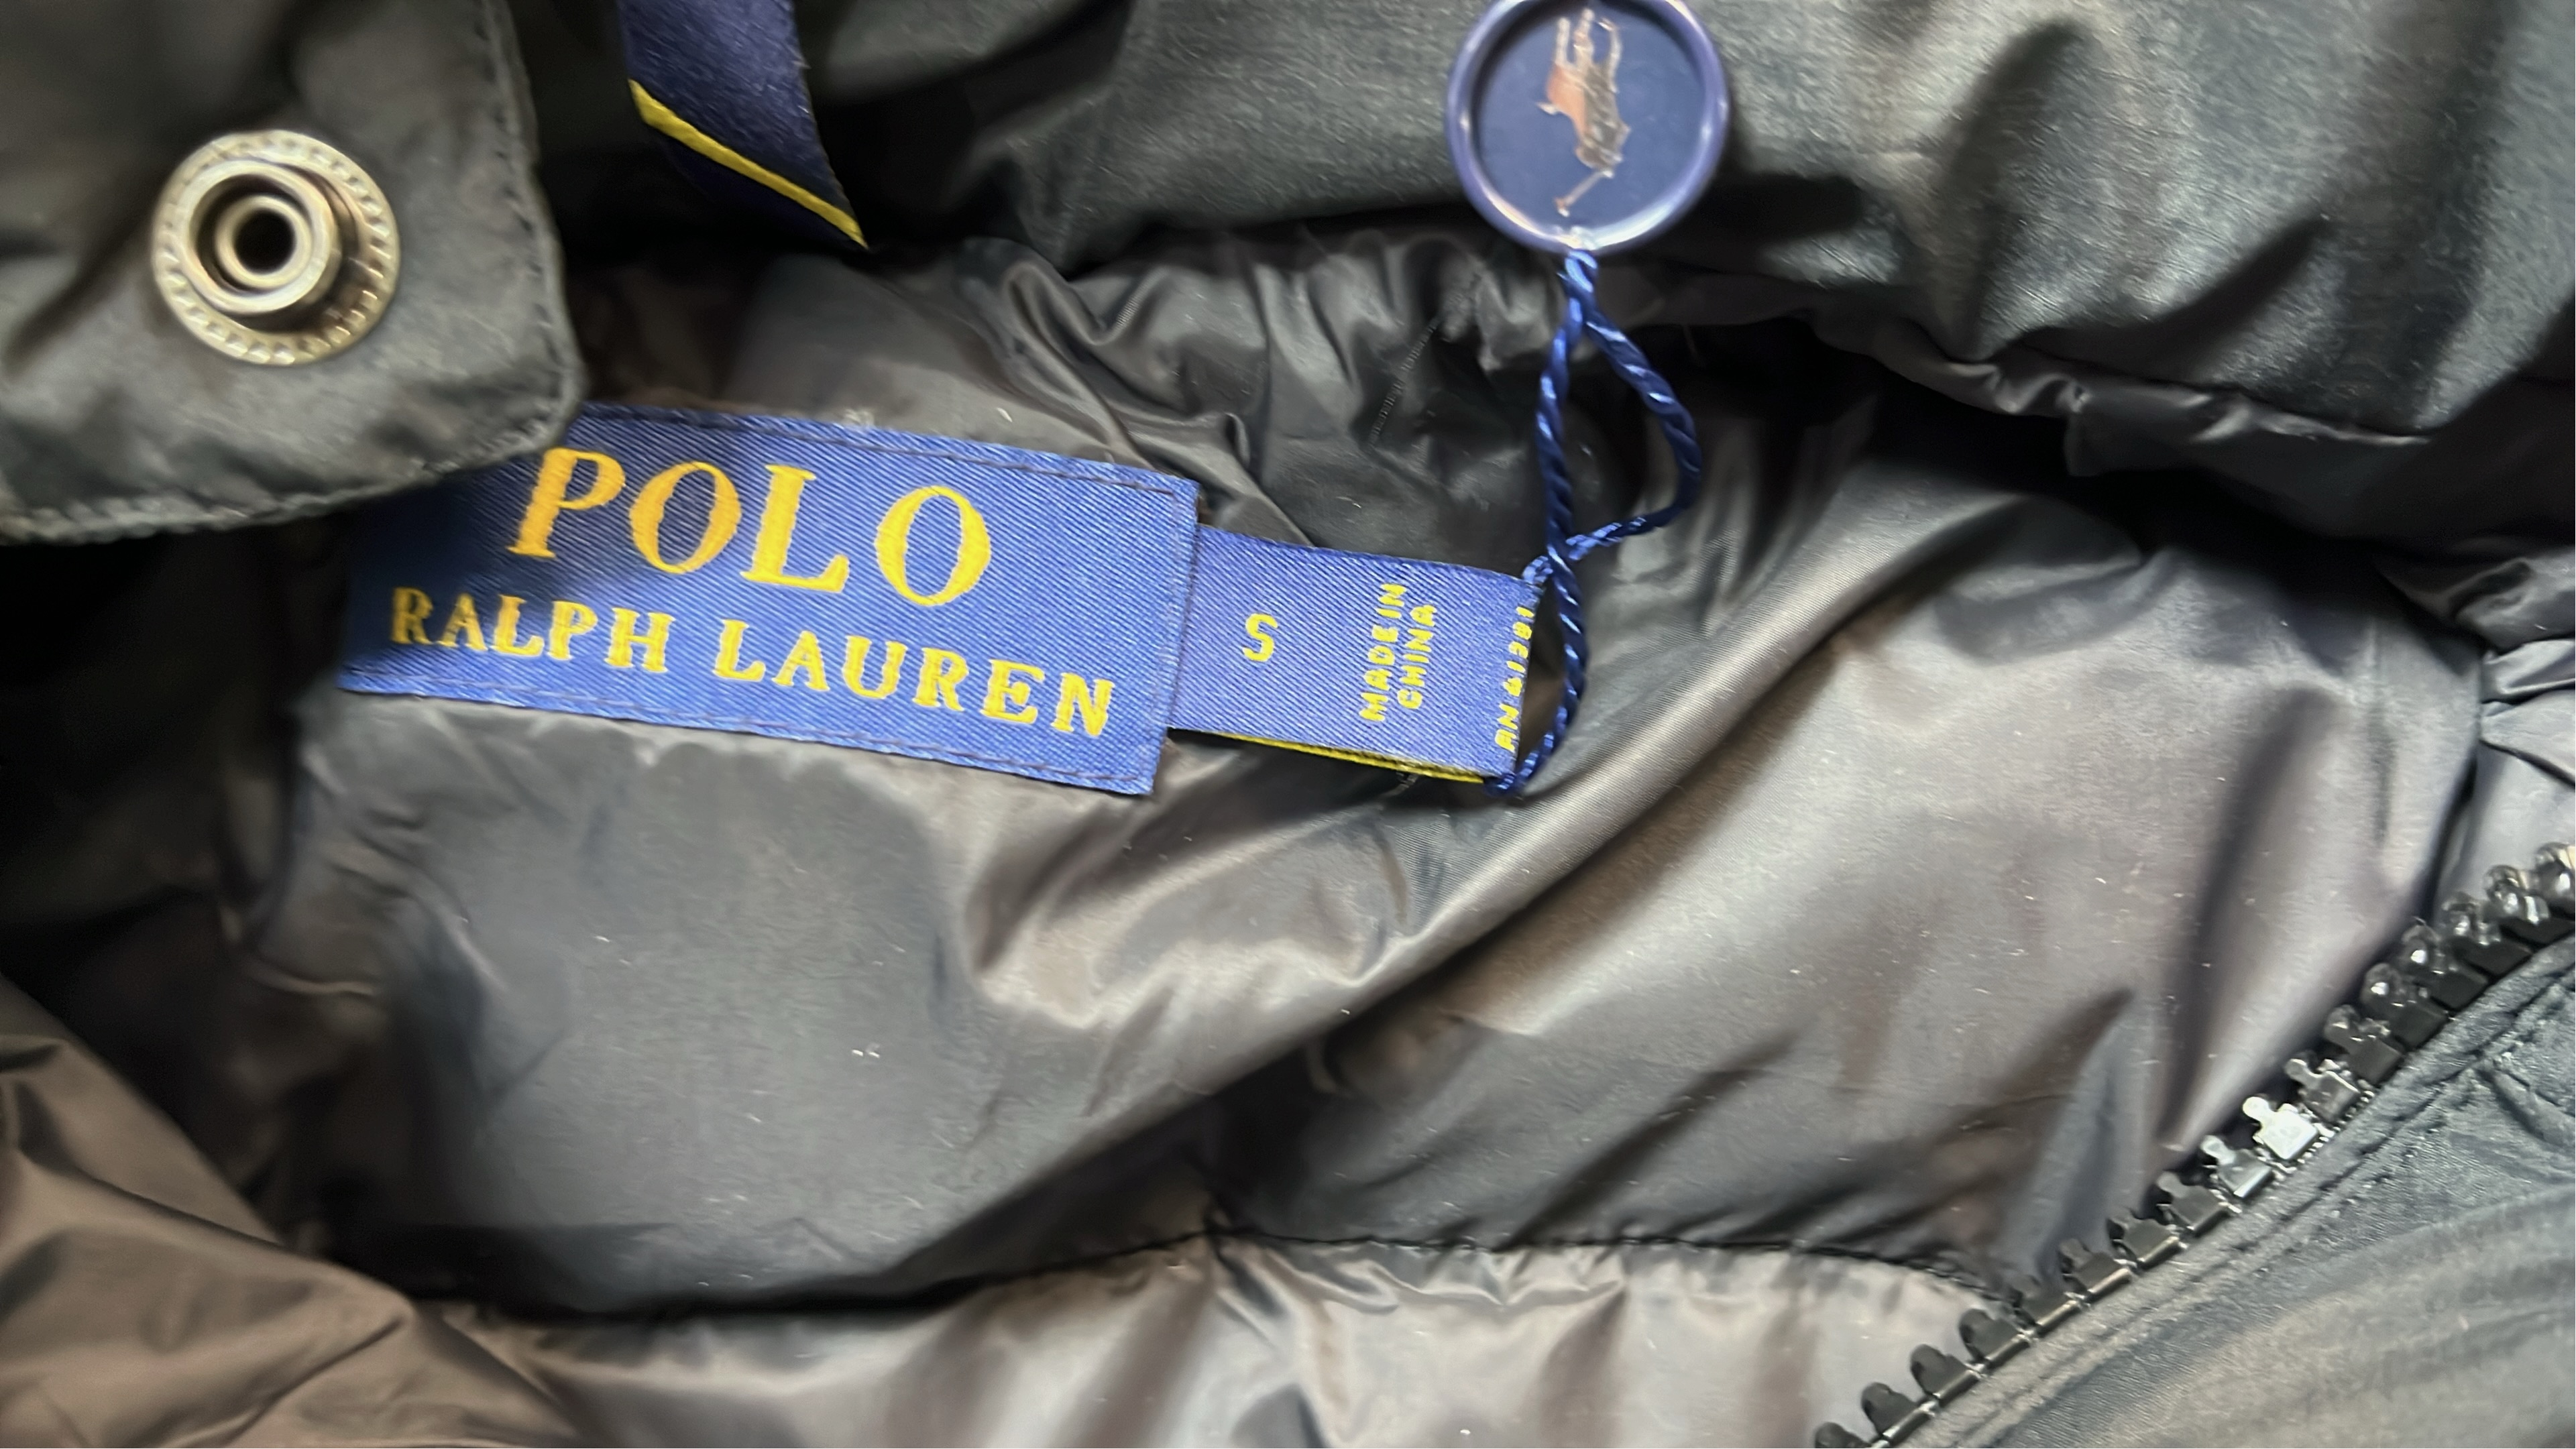 POLO
RALPH LAUREN
S
MADE IN
CHINA